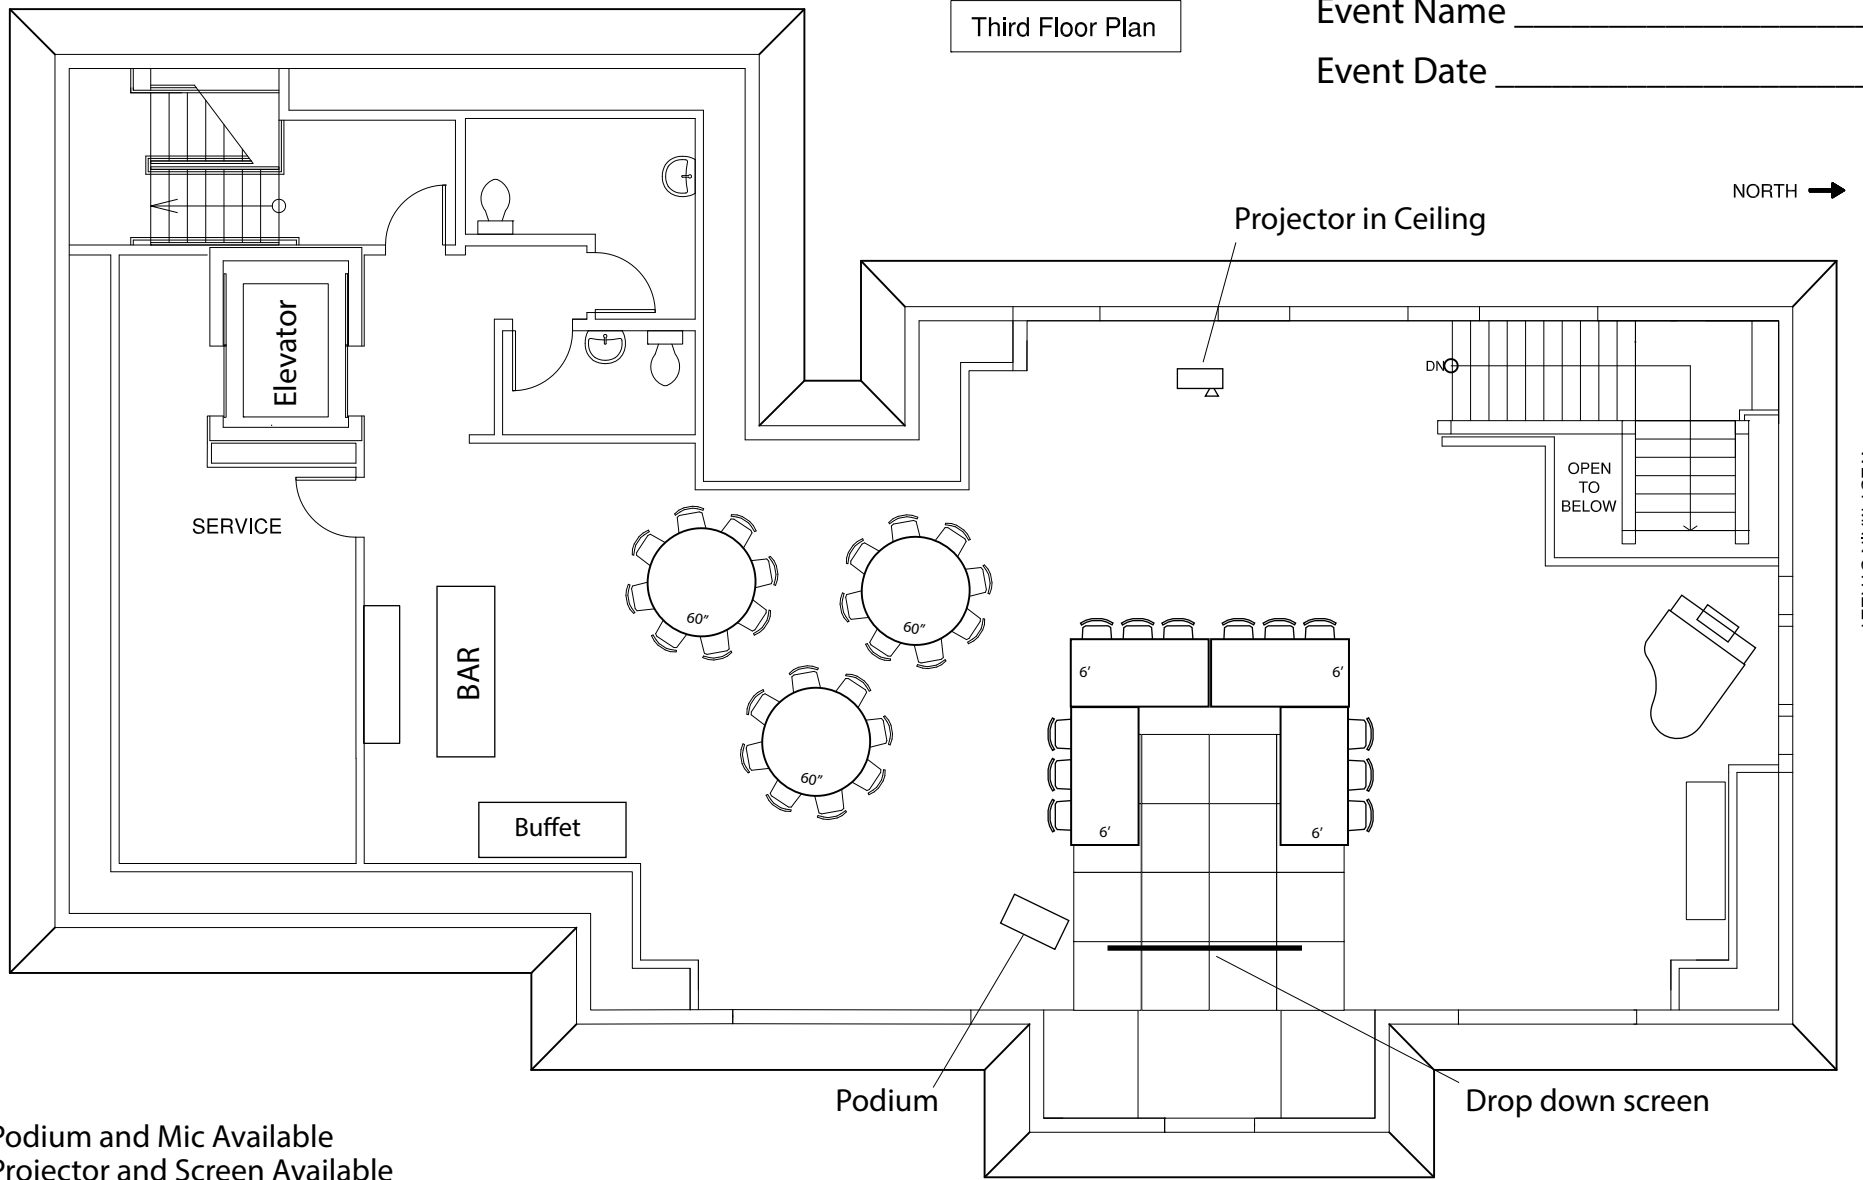 Third Floor Plan
Event Name
Event Date
NORTH
Projector in Ceiling
Elevator
DN
OPEN
TO
BELOW
SERVICE
60″
60″
60″
BAR
6′
6′
6′
6′
Buffet
Podium
Drop down screen
Podium and Mic Available
Projector and Screen Available